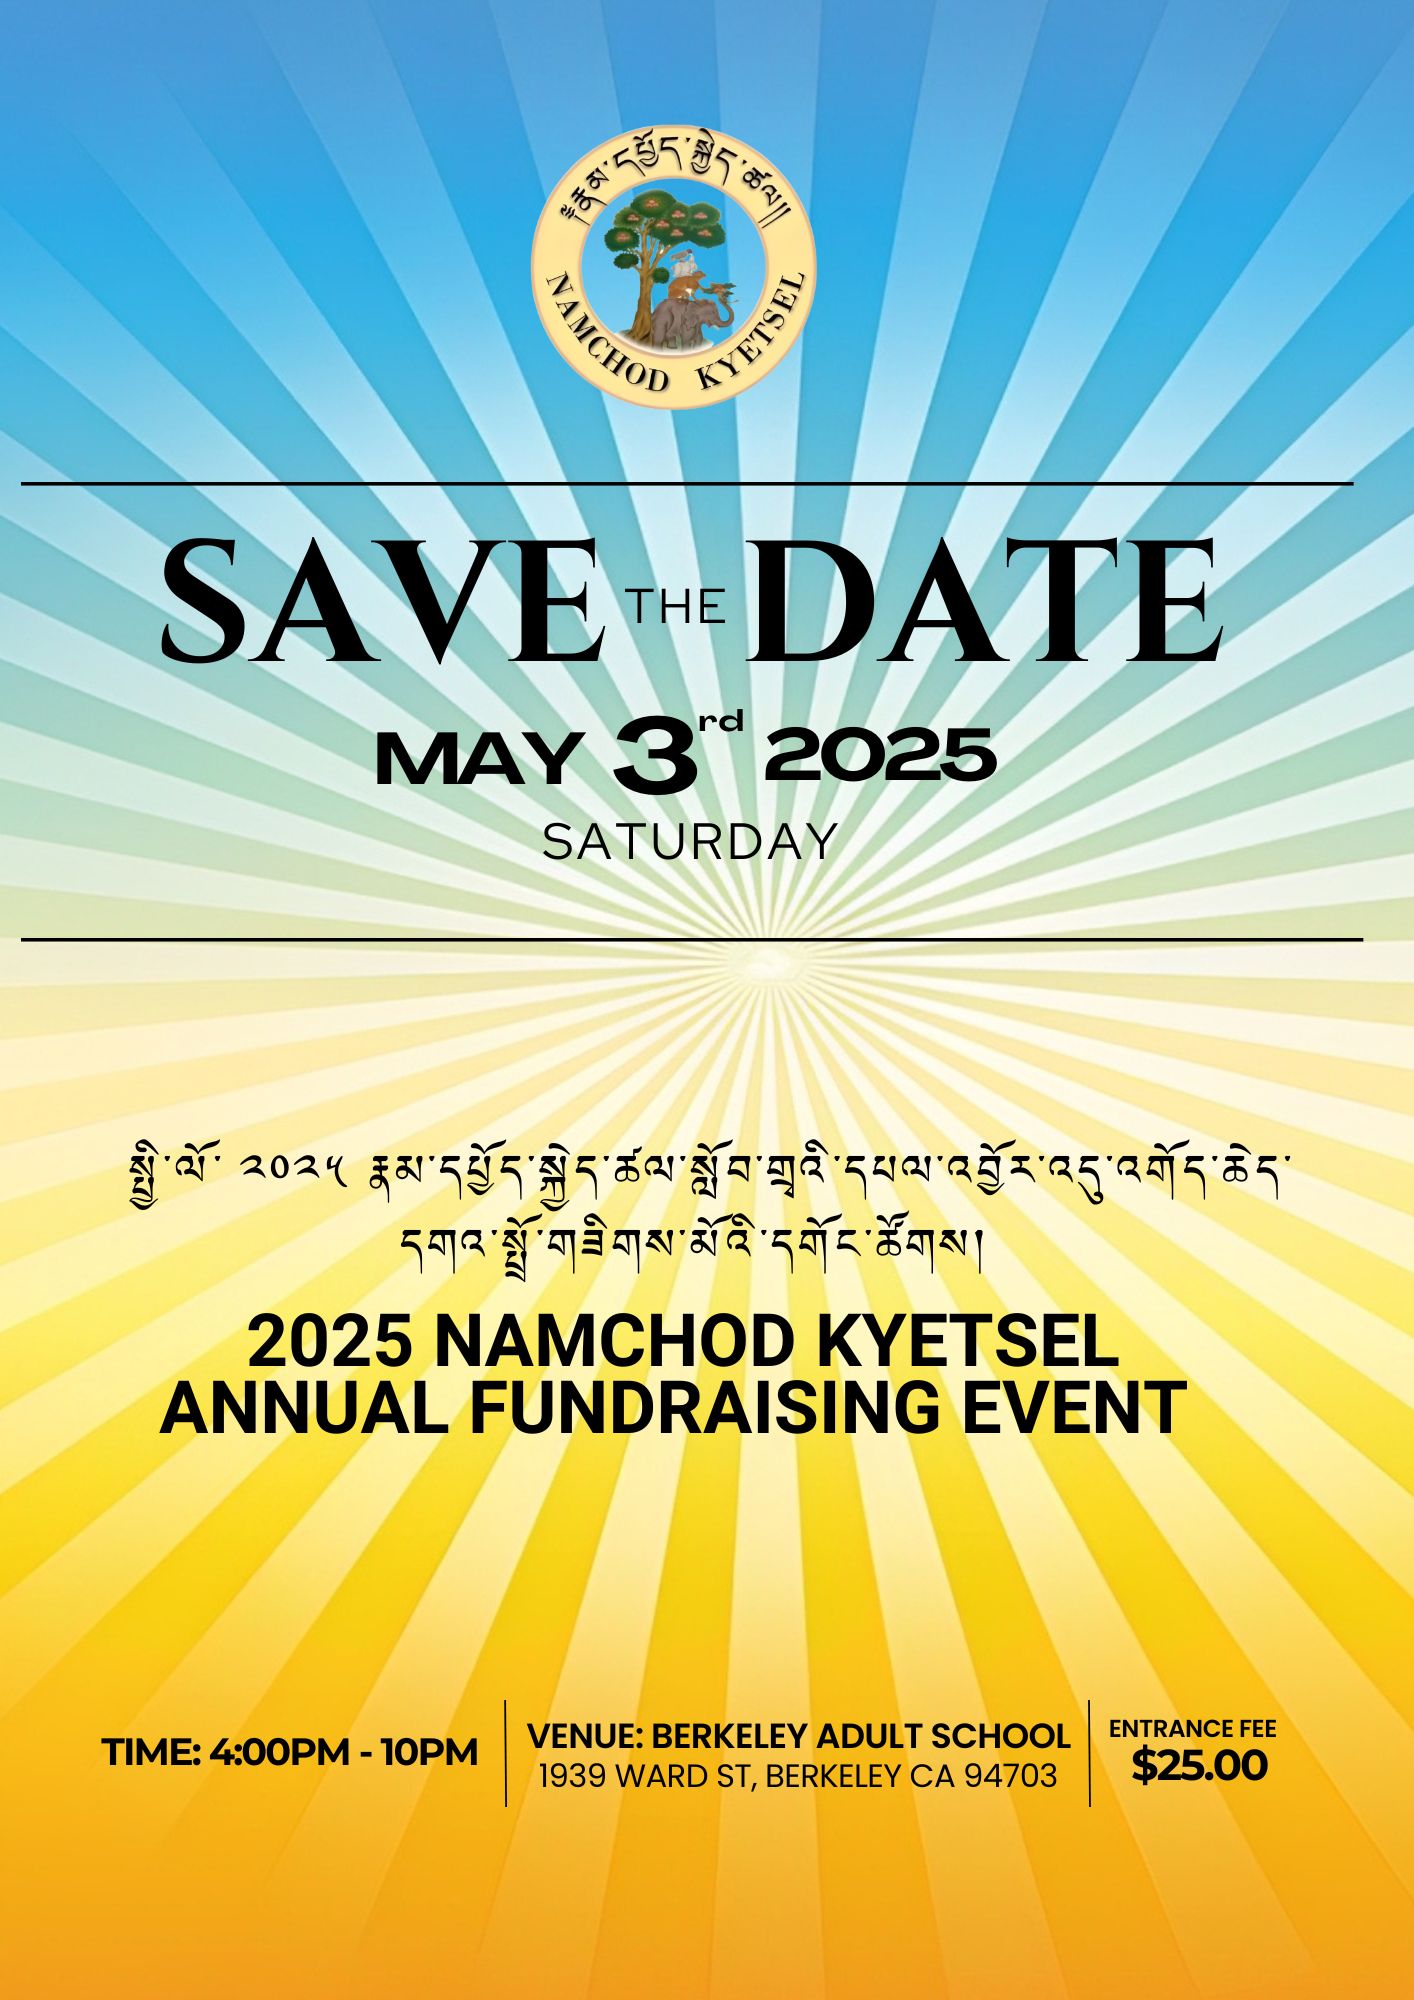 ༄༅།།རྣམ་དཔྱོད་སྐྱེད་ཚལ།།
NAMCHOD KYETSEL
SAVE THE DATE
MAY 3rd 2025
SATURDAY
སྤྱི་ལོ་ ༢༠༢༥ རྣམ་དཔྱོད་སྐྱེད་ཚལ་སློབ་གྲྭའི་དཔལ་འབྱོར་འདུ་འགོད་ཆེད་
དགའ་སྤྲོ་གཟིགས་མོའི་དགོང་ཚོགས།
2025 NAMCHOD KYETSEL
ANNUAL FUNDRAISING EVENT
TIME: 4:00PM - 10PM
VENUE: BERKELEY ADULT SCHOOL
1939 WARD ST, BERKELEY CA 94703
ENTRANCE FEE
$25.00